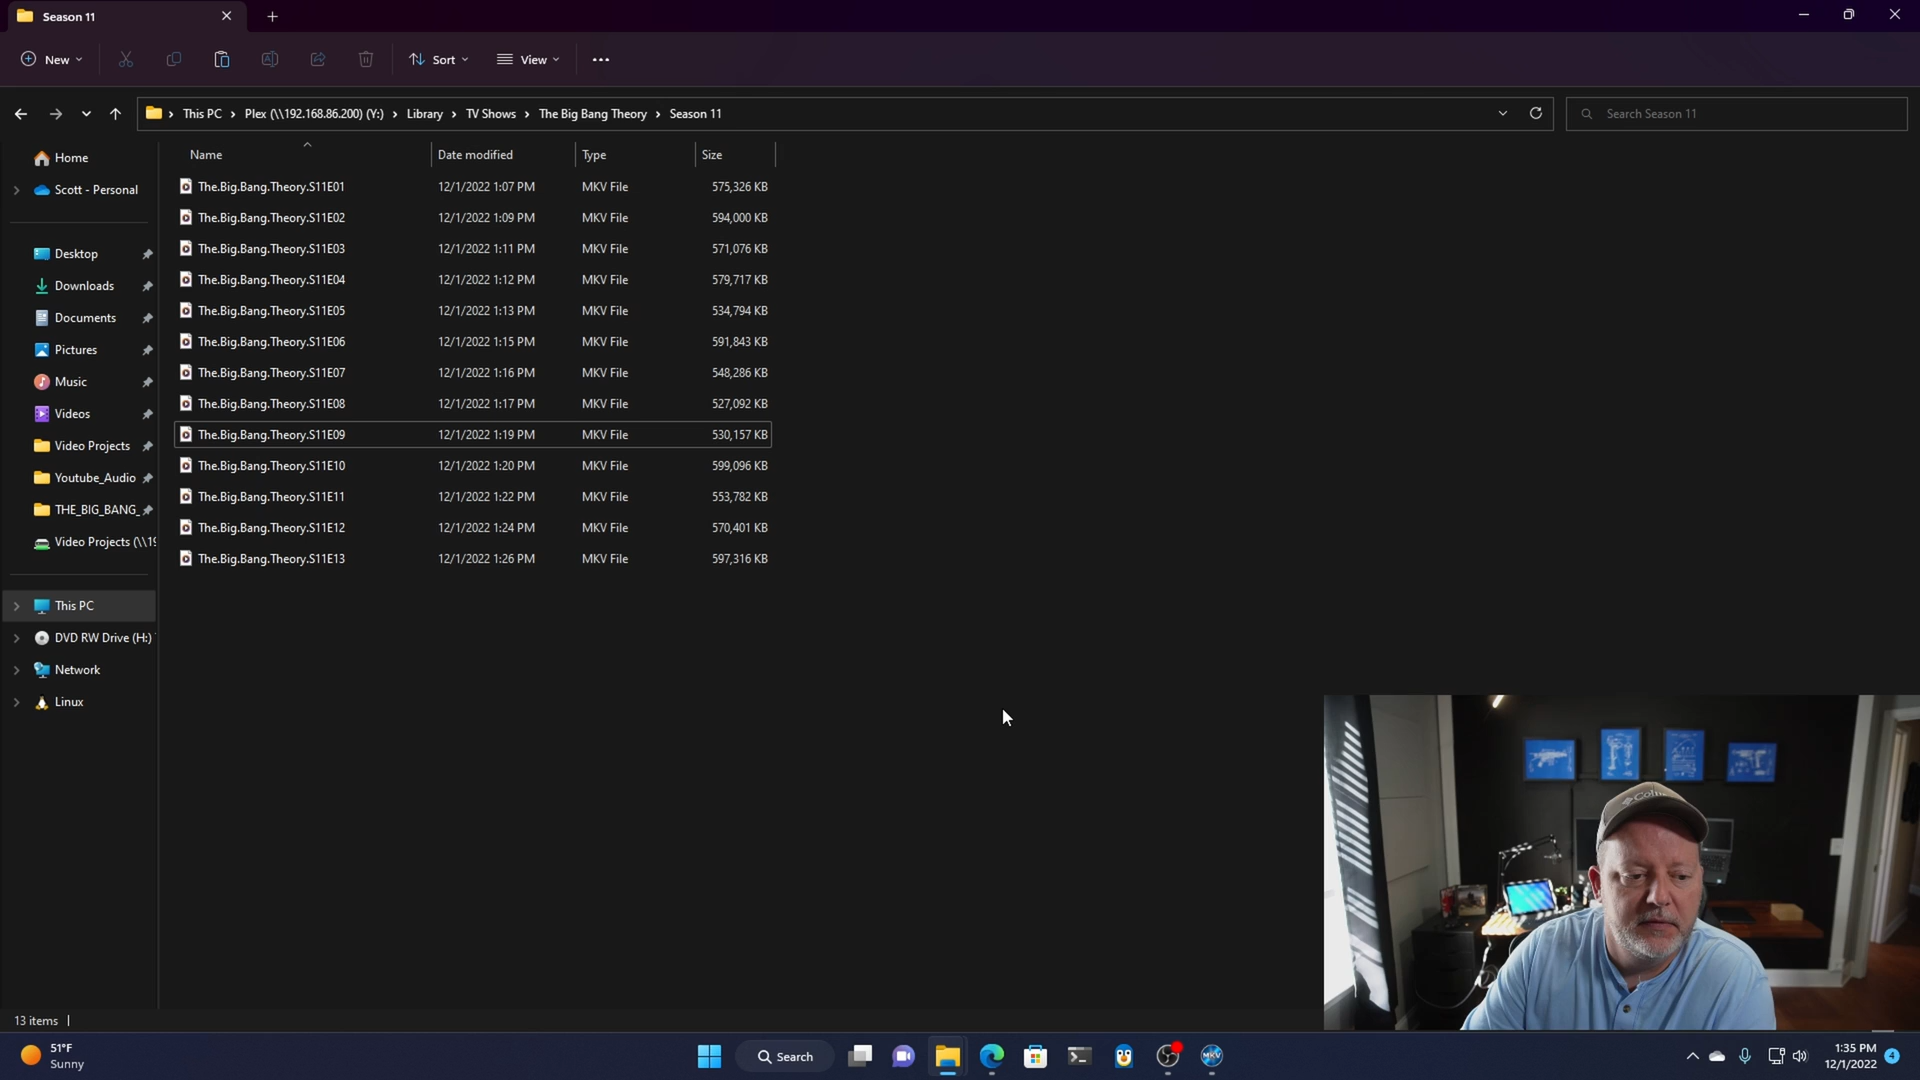 Season 11
New
Sort
View
This PC > Plex (\\192.168.86.200) (Y:) > Library > TV Shows > The Big Bang Theory > Season 11
Search Season 11
Name Date modified Type Size
The.Big.Bang.Theory.S11E01 12/1/2022 1:07 PM MKV File 575,326 KB
The.Big.Bang.Theory.S11E02 12/1/2022 1:09 PM MKV File 594,000 KB
The.Big.Bang.Theory.S11E03 12/1/2022 1:11 PM MKV File 571,076 KB
The.Big.Bang.Theory.S11E04 12/1/2022 1:12 PM MKV File 579,717 KB
The.Big.Bang.Theory.S11E05 12/1/2022 1:13 PM MKV File 534,794 KB
The.Big.Bang.Theory.S11E06 12/1/2022 1:15 PM MKV File 591,843 KB
The.Big.Bang.Theory.S11E07 12/1/2022 1:16 PM MKV File 548,286 KB
The.Big.Bang.Theory.S11E08 12/1/2022 1:17 PM MKV File 527,092 KB
The.Big.Bang.Theory.S11E09 12/1/2022 1:19 PM MKV File 530,157 KB
The.Big.Bang.Theory.S11E10 12/1/2022 1:20 PM MKV File 599,096 KB
The.Big.Bang.Theory.S11E11 12/1/2022 1:22 PM MKV File 553,782 KB
The.Big.Bang.Theory.S11E12 12/1/2022 1:24 PM MKV File 570,401 KB
The.Big.Bang.Theory.S11E13 12/1/2022 1:26 PM MKV File 597,316 KB
Home
Scott - Personal
Desktop
Downloads
Documents
Pictures
Music
Videos
Video Projects
Youtube_Audio
THE_BIG_BANG_
Video Projects (\\19
This PC
DVD RW Drive (H:)
Network
Linux
13 items
51°F
Sunny
Search
MKV
1:35 PM
12/1/2022
4